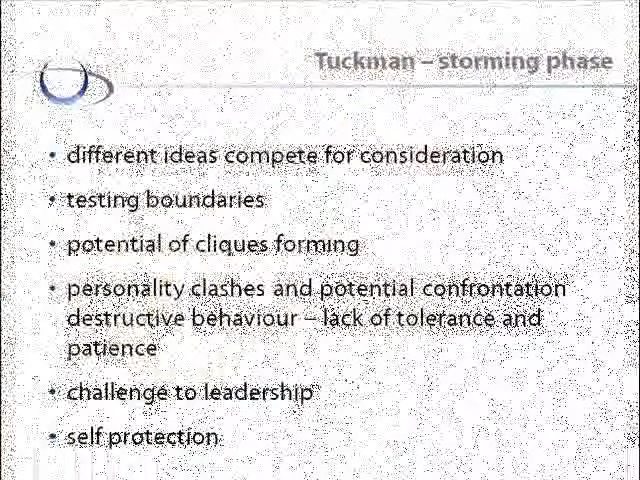 Tuckman – storming phase
• different ideas compete for consideration
• testing boundaries
• potential of cliques forming
• personality clashes and potential confrontation
destructive behaviour – lack of tolerance and
patience
• challenge to leadership
• self protection